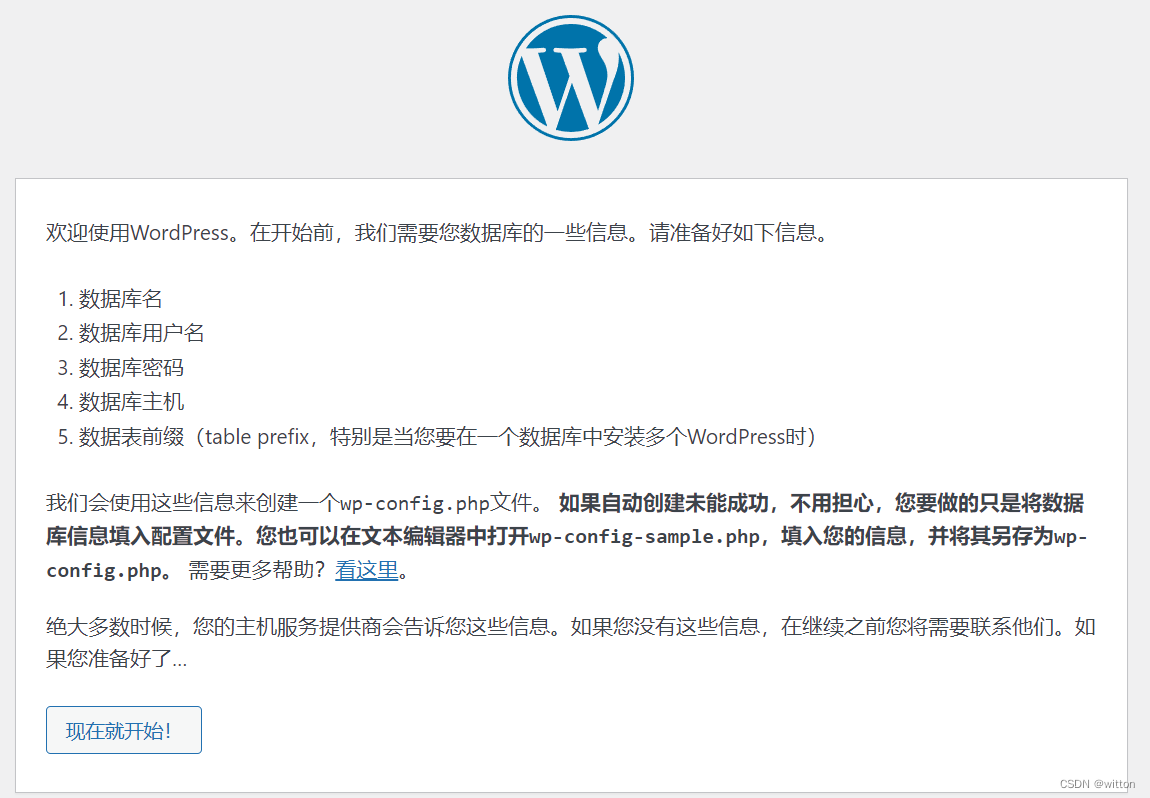 欢迎使用WordPress。在开始前，我们需要您数据库的一些信息。请准备好如下信息。
1. 数据库名
2. 数据库用户名
3. 数据库密码
4. 数据库主机
5. 数据表前缀（table prefix，特别是当您要在一个数据库中安装多个WordPress时）
我们会使用这些信息来创建一个wp-config.php文件。 如果自动创建未能成功，不用担心，您要做的只是将数据
库信息填入配置文件。您也可以在文本编辑器中打开wp-config-sample.php，填入您的信息，并将其另存为wp-
config.php。 需要更多帮助？看这里。
绝大多数时候，您的主机服务提供商会告诉您这些信息。如果您没有这些信息，在继续之前您将需要联系他们。如
果您准备好了…
现在就开始！
CSDN @witton